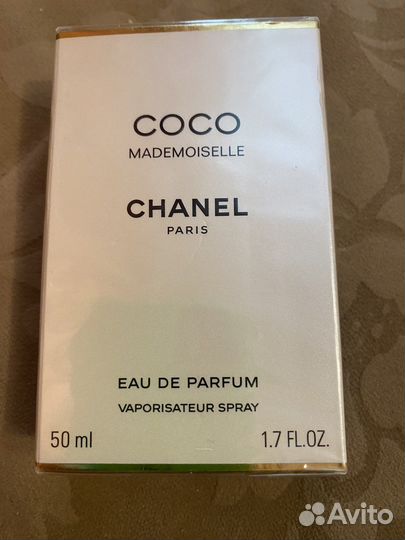 COCO
MADEMOISELLE
CHANEL
PARIS
EAU DE PARFUM
VAPORISATEUR SPRAY
50 ml 1.7 FL.OZ.
Avito